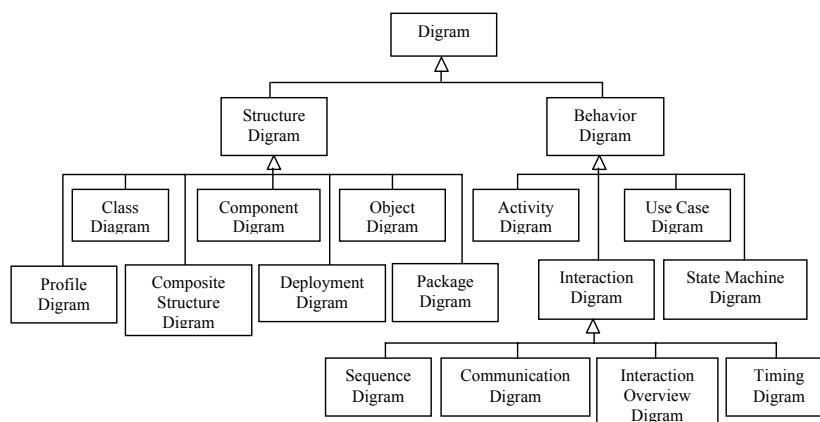 Digram
Structure
Digram
Behavior
Digram
Class
Diagram
Component
Digram
Object
Digram
Activity
Digram
Use Case
Digram
Profile
Digram
Composite
Structure
Digram
Deployment
Digram
Package
Digram
Interaction
Digram
State Machine
Digram
Sequence
Digram
Communication
Digram
Interaction
Overview
Digram
Timing
Digram